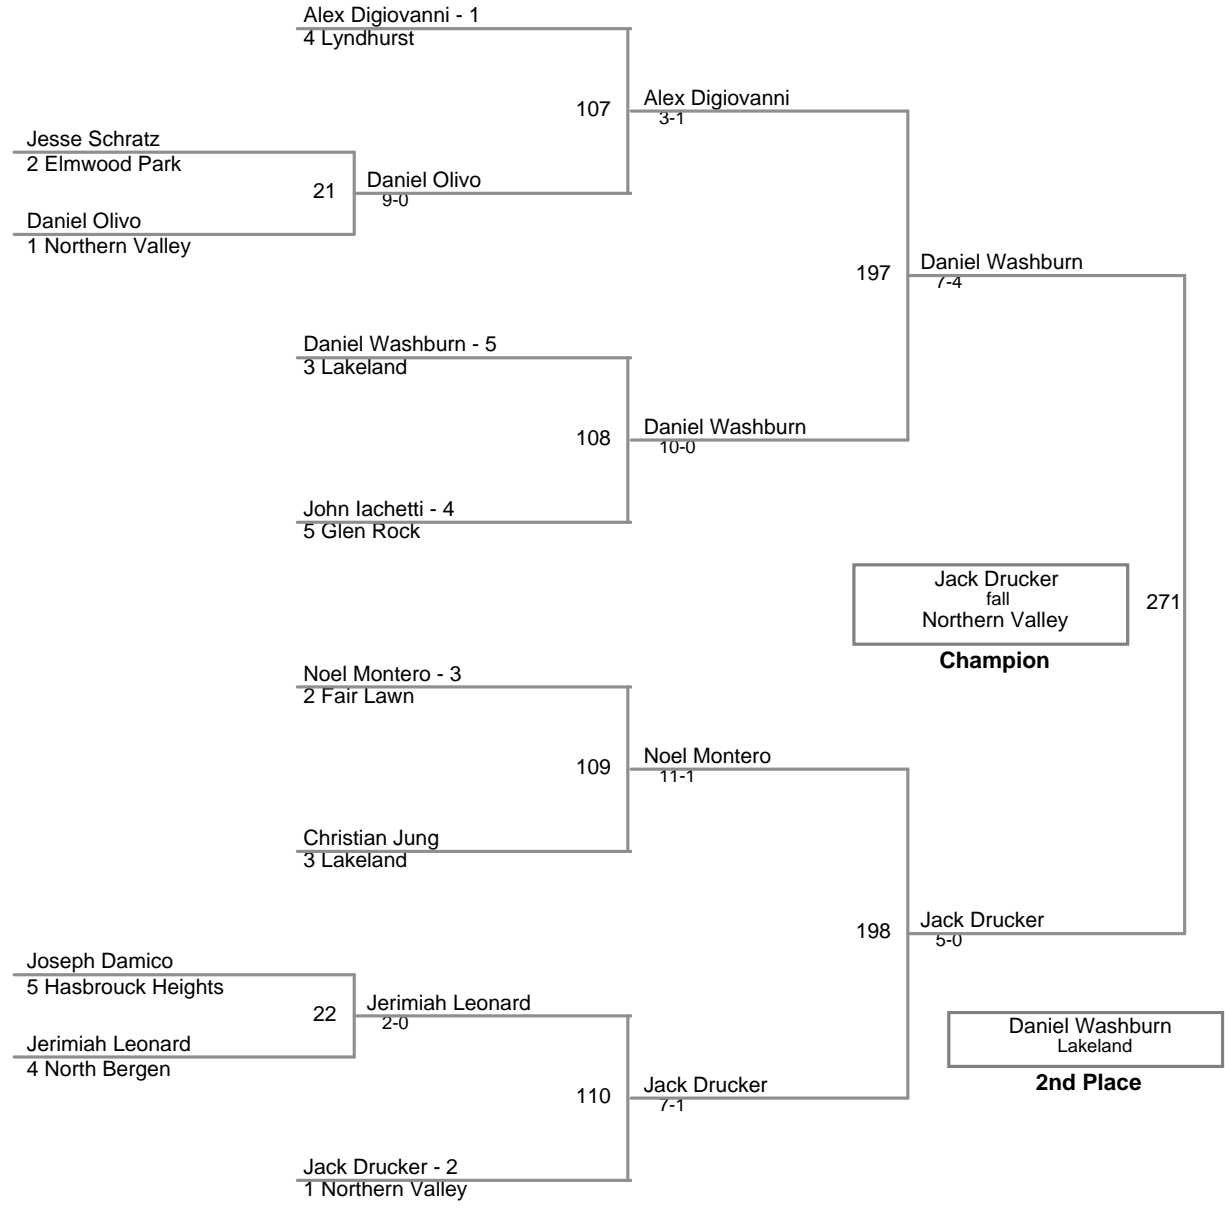 Alex Digiovanni - 1
4 Lyndhurst
107
Alex Digiovanni
3-1
Jesse Schratz
2 Elmwood Park
21
Daniel Olivo
9-0
Daniel Olivo
1 Northern Valley
197
Daniel Washburn
7-4
Daniel Washburn - 5
3 Lakeland
108
Daniel Washburn
10-0
John Iachetti - 4
5 Glen Rock
Jack Drucker
fall
Northern Valley
271
Champion
Noel Montero - 3
2 Fair Lawn
109
Noel Montero
11-1
Christian Jung
3 Lakeland
198
Jack Drucker
5-0
Joseph Damico
5 Hasbrouck Heights
22
Jerimiah Leonard
2-0
Jerimiah Leonard
4 North Bergen
Daniel Washburn
Lakeland
2nd Place
110
Jack Drucker
7-1
Jack Drucker - 2
1 Northern Valley